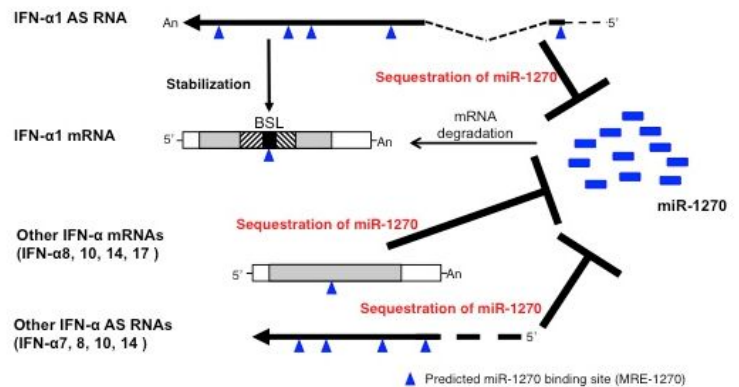 IFN-α1 AS RNA
An
5'
Sequestration of miR-1270
Stabilization
BSL
mRNA
degradation
IFN-α1 mRNA
5'
An
miR-1270
Sequestration of miR-1270
Other IFN-α mRNAs
(IFN-α8, 10, 14, 17 )
5'
An
Sequestration of miR-1270
Other IFN-α AS RNAs
(IFN-α7, 8, 10, 14 )
5'
Predicted miR-1270 binding site (MRE-1270)